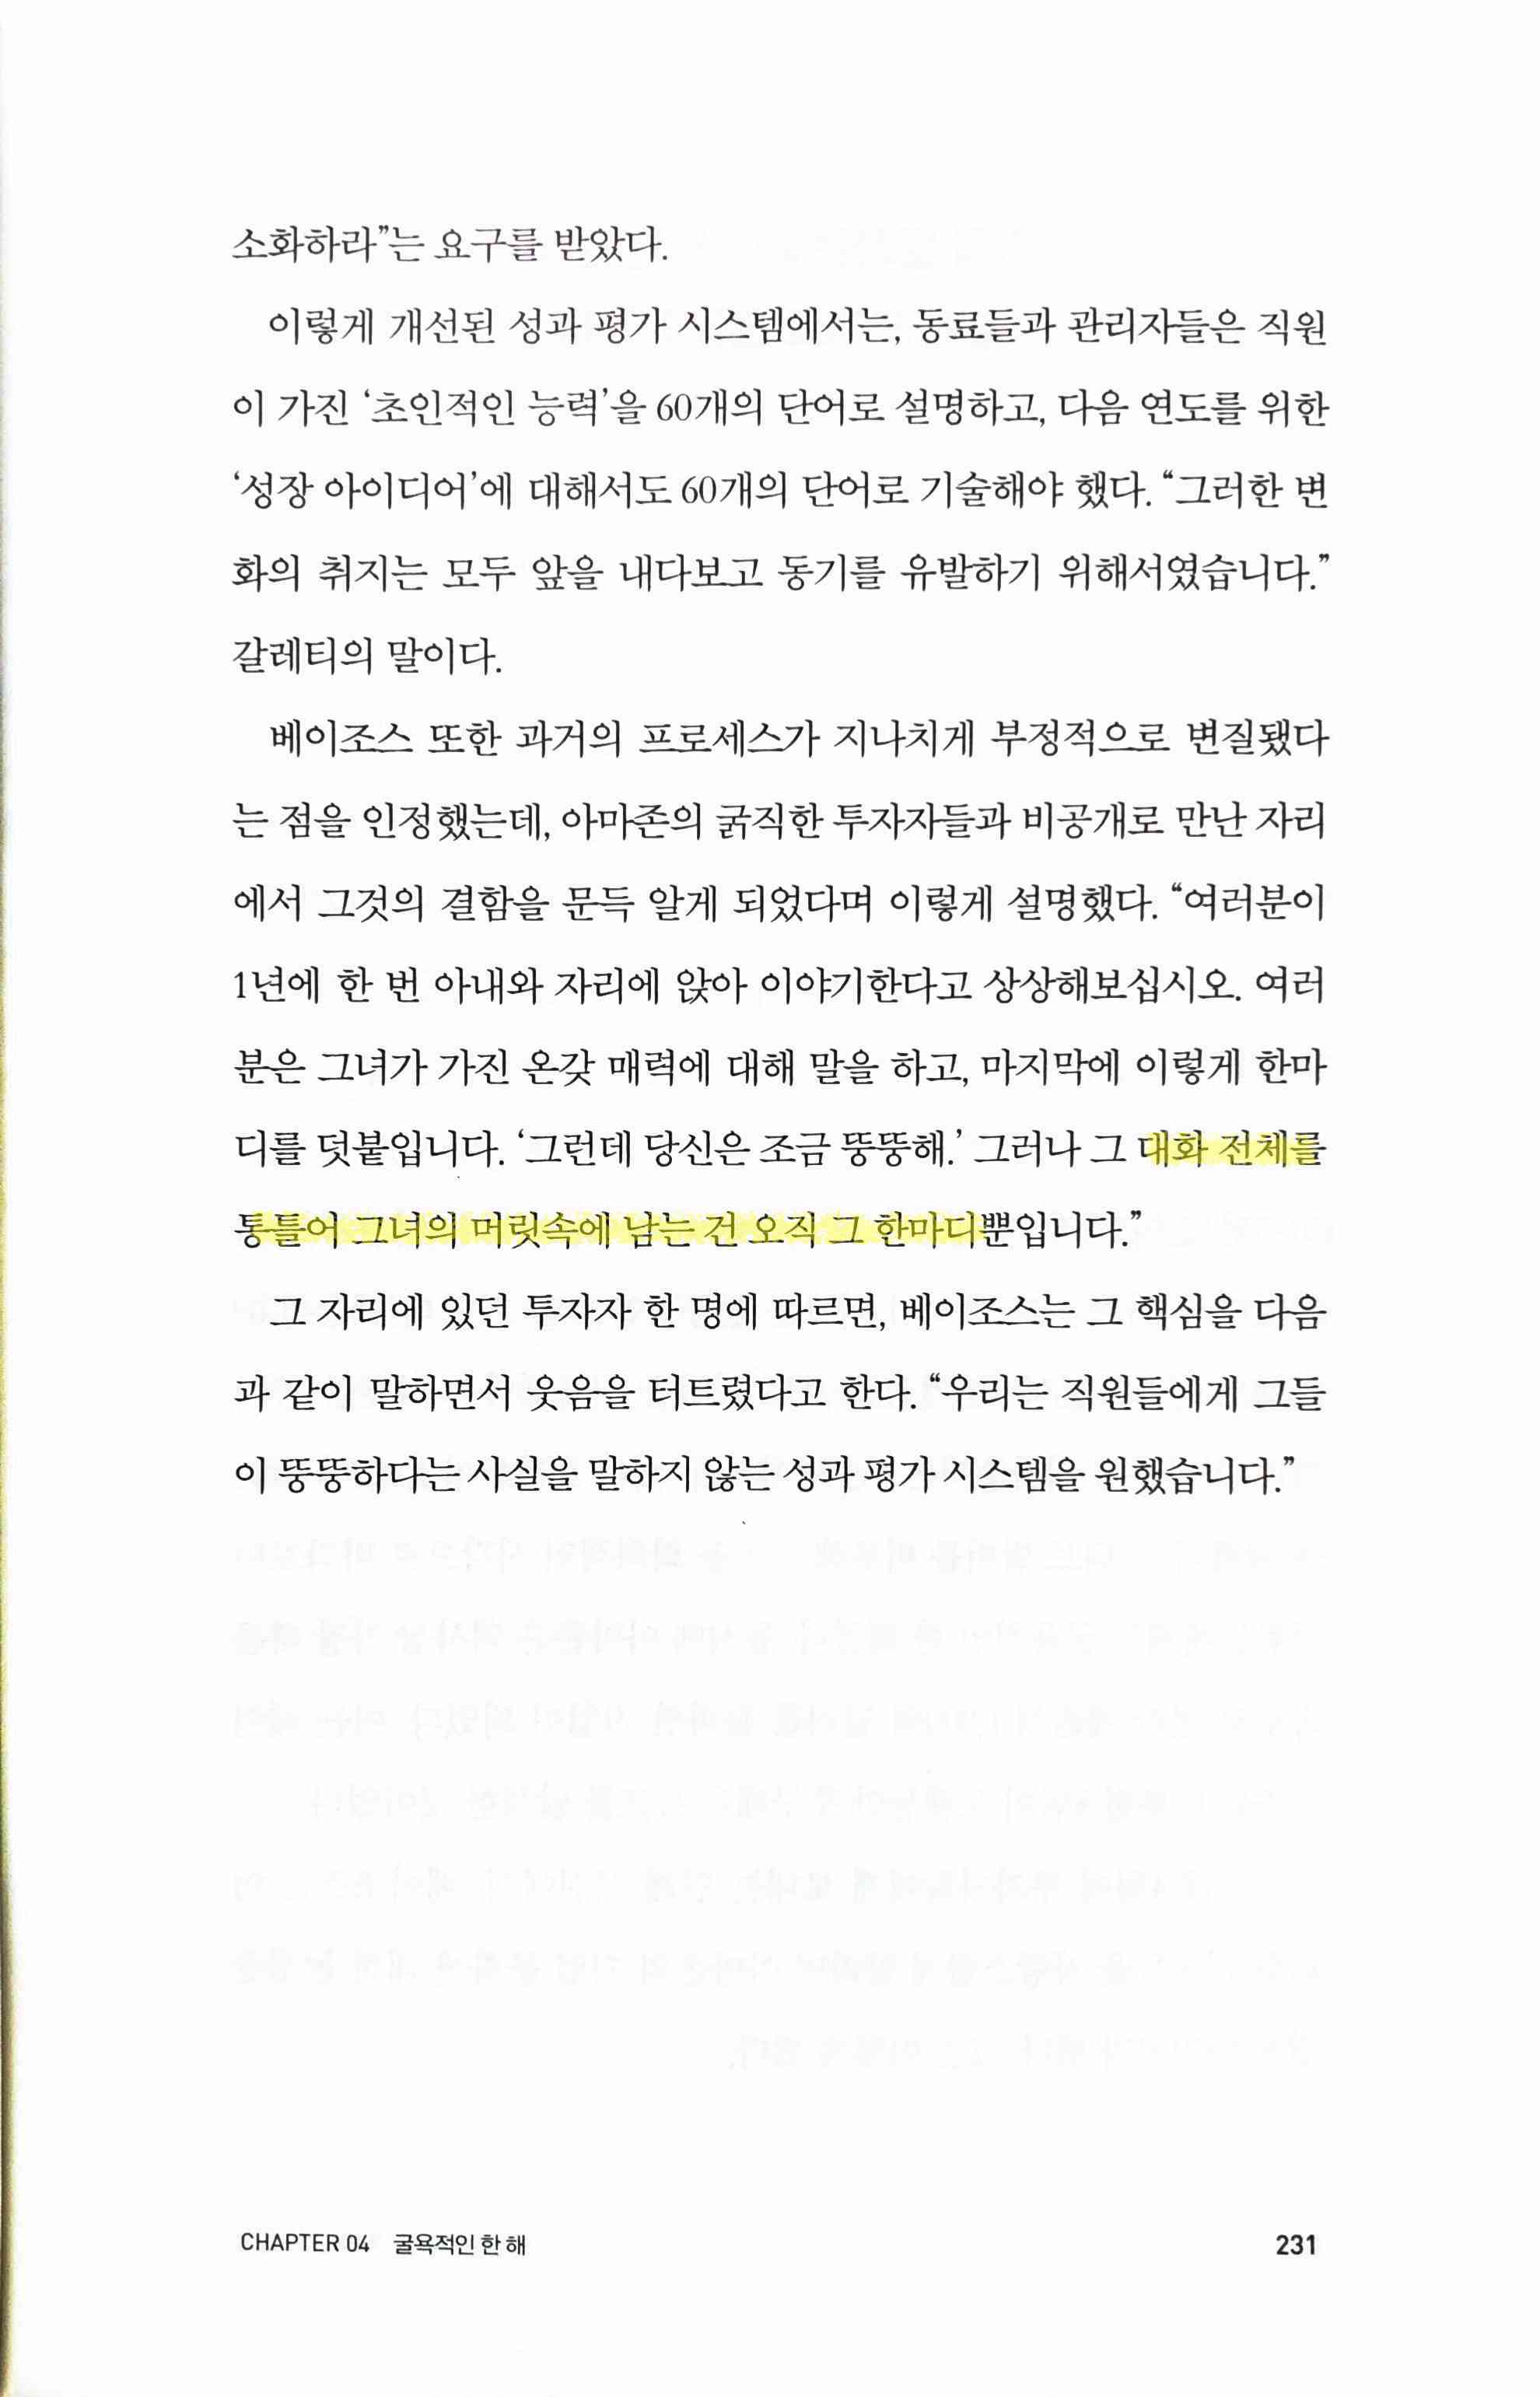 소화하라”는 요구를 받았다.
이렇게 개선된 성과 평가 시스템에서는, 동료들과 관리자들은 직원
이 가진 ‘초인적인 능력’을 60개의 단어로 설명하고, 다음 연도를 위한
‘성장 아이디어’에 대해서도 60개의 단어로 기술해야 했다. “그러한 변
화의 취지는 모두 앞을 내다보고 동기를 유발하기 위해서였습니다.”
갈레티의 말이다.
베이조스 또한 과거의 프로세스가 지나치게 부정적으로 변질됐다
는 점을 인정했는데, 아마존의 굵직한 투자자들과 비공개로 만난 자리
에서 그것의 결함을 문득 알게 되었다며 이렇게 설명했다. “여러분이
1년에 한 번 아내와 자리에 앉아 이야기한다고 상상해보십시오. 여러
분은 그녀가 가진 온갖 매력에 대해 말을 하고, 마지막에 이렇게 한마
디를 덧붙입니다. ‘그런데 당신은 조금 뚱뚱해.’ 그러나 그 대화 전체를
통틀어 그녀의 머릿속에 남는 건 오직 그 한마디뿐입니다.”
그 자리에 있던 투자자 한 명에 따르면, 베이조스는 그 핵심을 다음
과 같이 말하면서 웃음을 터트렸다고 한다. “우리는 직원들에게 그들
이 뚱뚱하다는 사실을 말하지 않는 성과 평가 시스템을 원했습니다.”
CHAPTER 04 굴욕적인 한 해
231